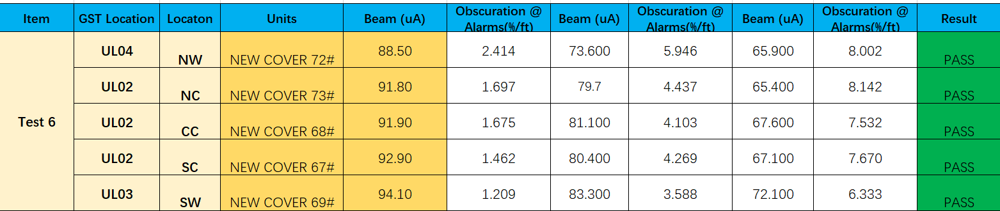 Item GST Location Locaton Units Beam (uA) Obscuration @ Alarms(%/ft) Beam (uA) Obscuration @ Alarms(%/ft) Beam (uA) Obscuration @ Alarms(%/ft) Result
Test 6
UL04 NW NEW COVER 72# 88.50 2.414 73.600 5.946 65.900 8.002 PASS
UL02 NC NEW COVER 73# 91.80 1.697 79.7 4.437 65.400 8.142 PASS
UL02 CC NEW COVER 68# 91.90 1.675 81.100 4.103 67.600 7.532 PASS
UL02 SC NEW COVER 67# 92.90 1.462 80.400 4.269 67.100 7.670 PASS
UL03 SW NEW COVER 69# 94.10 1.209 83.300 3.588 72.100 6.333 PASS